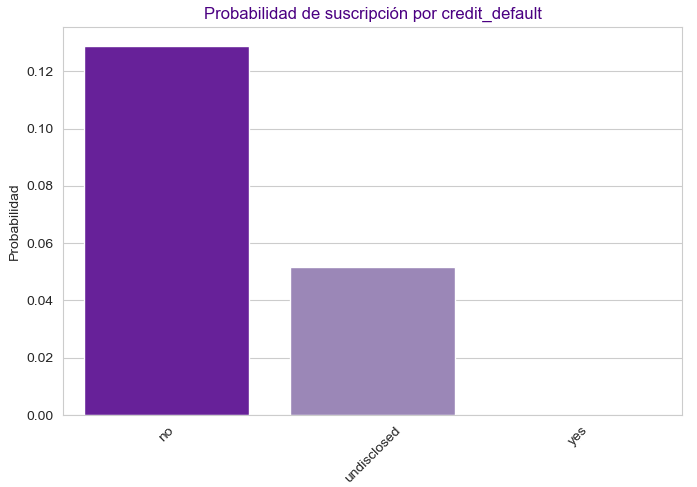 Probabilidad de suscripción por credit_default
Probabilidad
0.12
0.10
0.08
0.06
0.04
0.02
0.00
no
undisclosed
yes